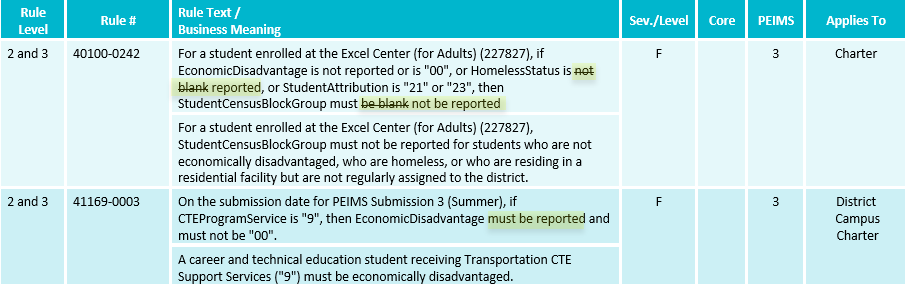 Rule Level
Rule #
Rule Text /
Business Meaning
Sev./Level
Core
PEIMS
Applies To
2 and 3
40100-0242
For a student enrolled at the Excel Center (for Adults) (227827), if
EconomicDisadvantage is not reported or is "00", or HomelessStatus is not
blank reported, or StudentAttribution is "21" or "23", then
StudentCensusBlockGroup must be blank not be reported
F
3
Charter
For a student enrolled at the Excel Center (for Adults) (227827),
StudentCensusBlockGroup must not be reported for students who are not
economically disadvantaged, who are homeless, or who are residing in a
residential facility but are not regularly assigned to the district.
2 and 3
41169-0003
On the submission date for PEIMS Submission 3 (Summer), if
CTEProgramService is "9", then EconomicDisadvantage must be reported and
must not be "00".
F
3
District
Campus
Charter
A career and technical education student receiving Transportation CTE
Support Services ("9") must be economically disadvantaged.